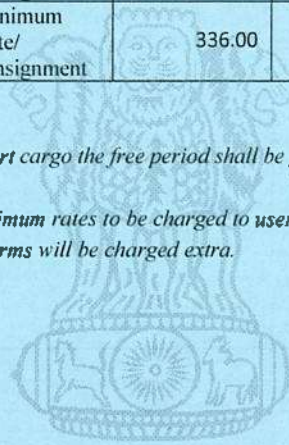 nimum
te/
nsignment
336.00
rt cargo the free period shall be
imum rates to be charged to user
rms will be charged extra.